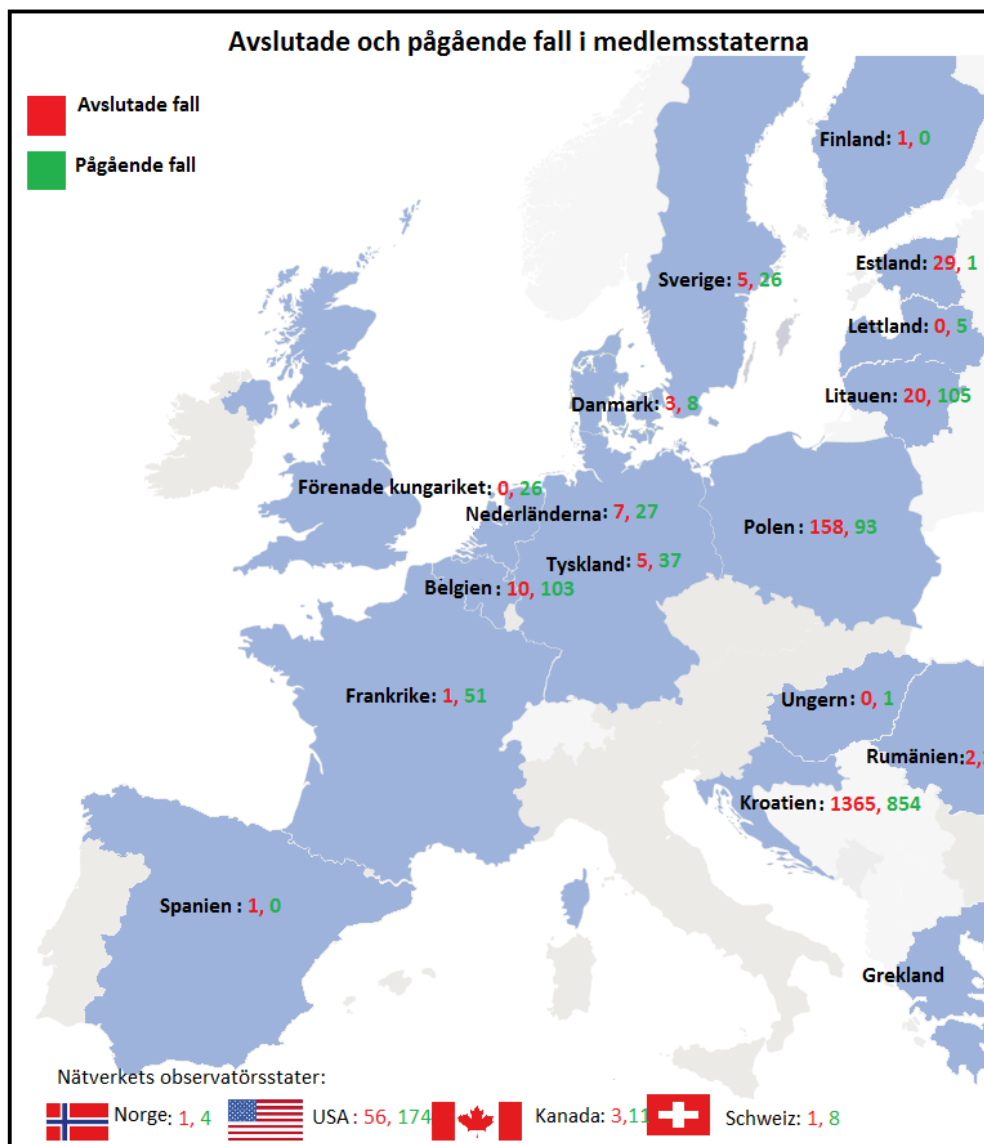 Avslutade och pågående fall i medlemsstaterna
Avslutade fall
Pågående fall
Finland: 1, 0
Estland: 29, 1
Sverige: 5, 26
Lettland: 0, 5
Litauen: 20, 105
Danmark: 3, 8
Förenade kungariket: 0, 26
Nederländerna: 7, 27
Polen : 158, 93
Tyskland: 5, 37
Belgien : 10, 103
Frankrike: 1, 51
Ungern: 0, 1
Rumänien:2,
Kroatien : 1365, 854
Spanien : 1, 0
Grekland
Nätverkets observatörsstater:
Norge: 1, 4
USA : 56, 174
Kanada: 3,11
Schweiz: 1, 8